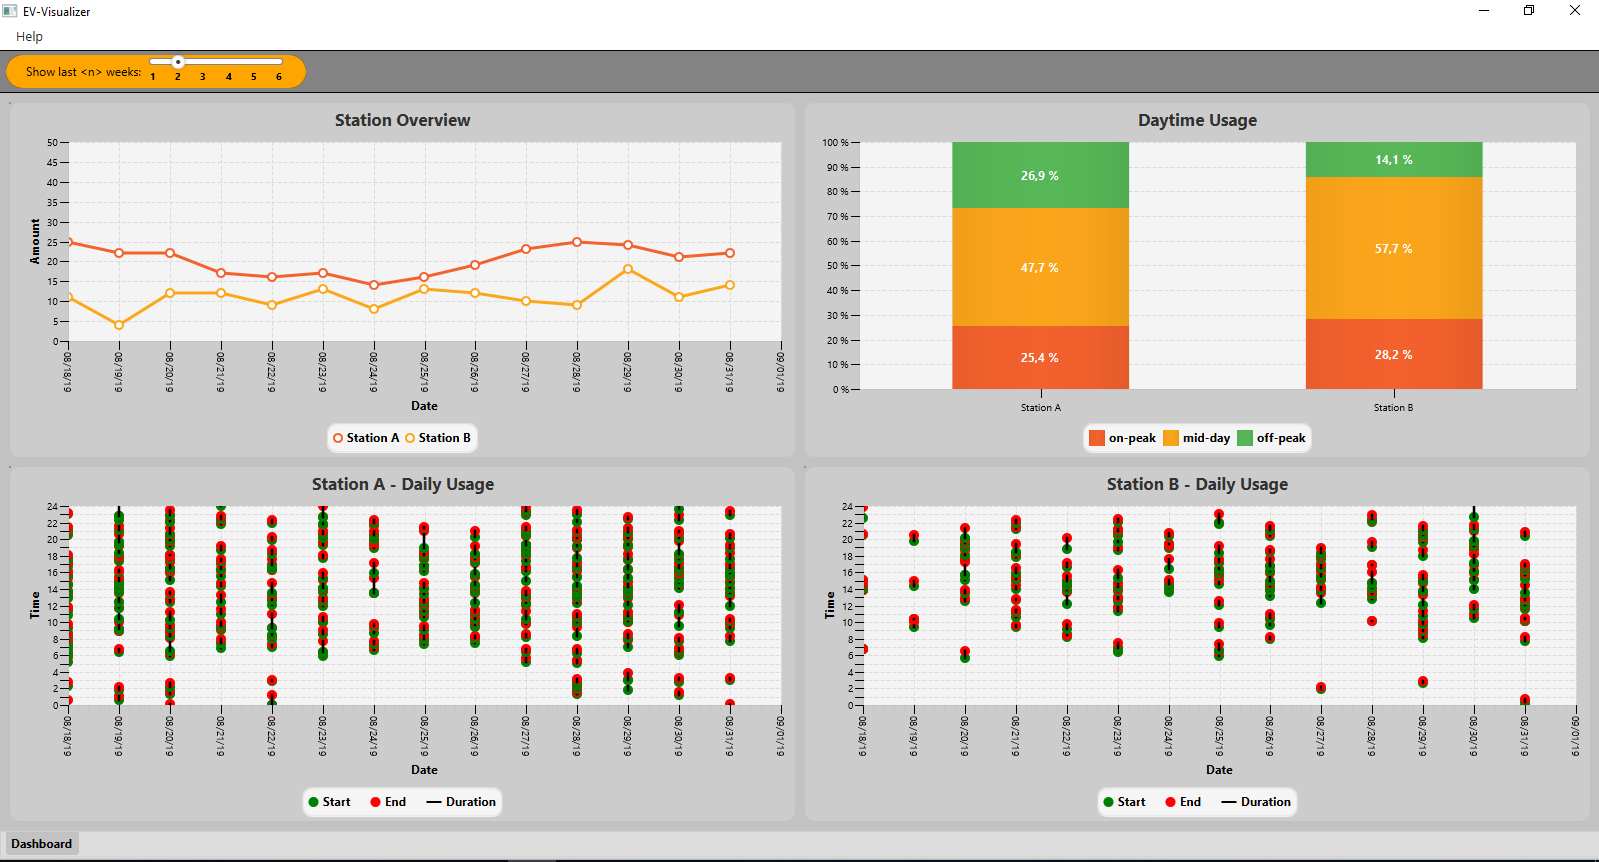 EV-Visualizer
Help
Show last <n> weeks:
1 2 3 4 5 6
Station Overview
50
45
40
35
30
25
20
15
10
5
0
Amount
08/18/19 08/19/19 08/20/19 08/21/19 08/22/19 08/23/19 08/24/19 08/25/19 08/26/19 08/27/19 08/28/19 08/29/19 08/30/19 08/31/19 09/01/19
Date
Station A Station B
Daytime Usage
100 %
90 %
80 %
70 %
60 %
50 %
40 %
30 %
20 %
10 %
0 %
26,9 %
47,7 %
25,4 %
14,1 %
57,7 %
28,2 %
Station A Station B
on-peak mid-day off-peak
Station A - Daily Usage
24
22
20
18
16
14
12
10
8
6
4
2
0
Time
08/18/19 08/19/19 08/20/19 08/21/19 08/22/19 08/23/19 08/24/19 08/25/19 08/26/19 08/27/19 08/28/19 08/29/19 08/30/19 08/31/19 09/01/19
Date
Start End Duration
Station B - Daily Usage
24
22
20
18
16
14
12
10
8
6
4
2
0
Time
08/18/19 08/19/19 08/20/19 08/21/19 08/22/19 08/23/19 08/24/19 08/25/19 08/26/19 08/27/19 08/28/19 08/29/19 08/30/19 08/31/19 09/01/19
Date
Start End Duration
Dashboard